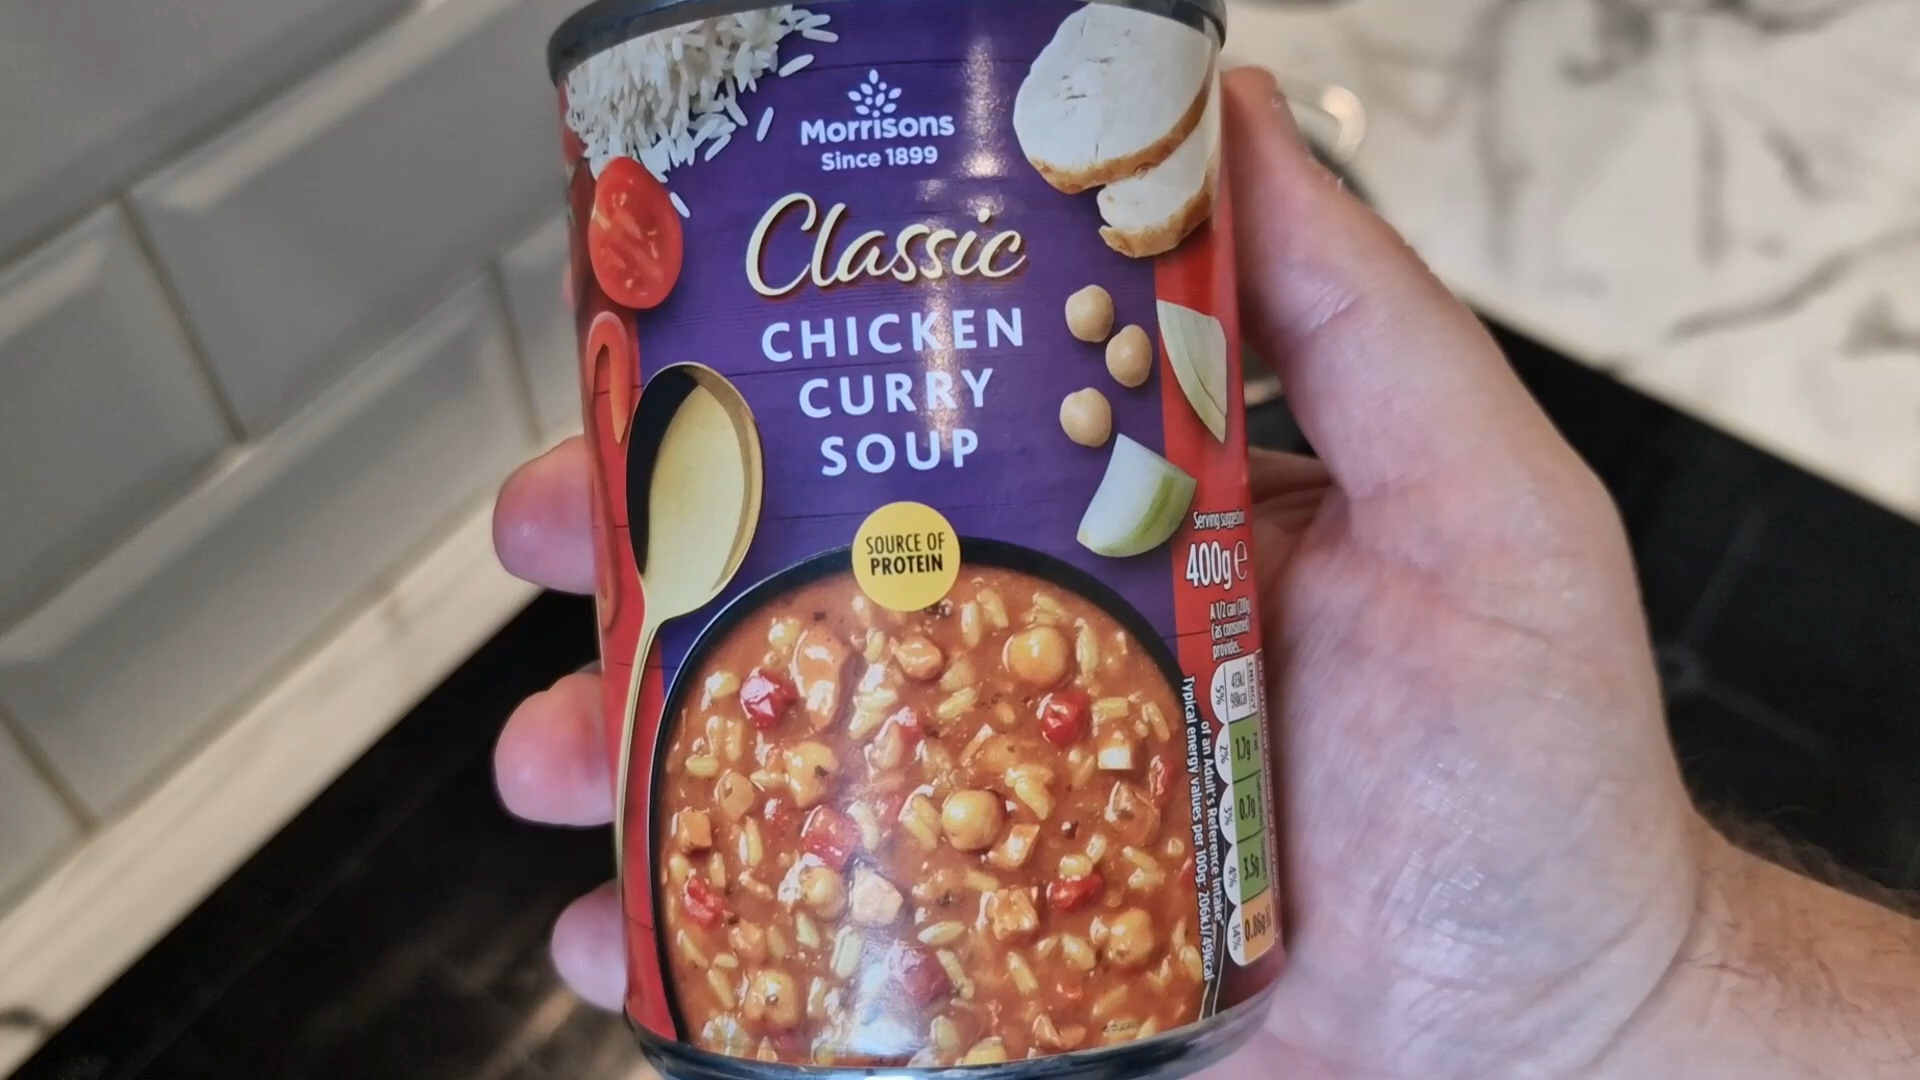 Morrisons
Since 1899
Classic
CHICKEN
CURRY
SOUP
SOURCE OF
PROTEIN
Serving suggestion
400g e
A 1/2 can (200g)
(as consumed)
provides...
ENERGY
98kcal
5%
1.7g
2%
0.7g
3%
3.5g
4%
0.86g
14%
of an Adult's Reference Intake*
Typical energy values per 100g: 206kJ/49kcal